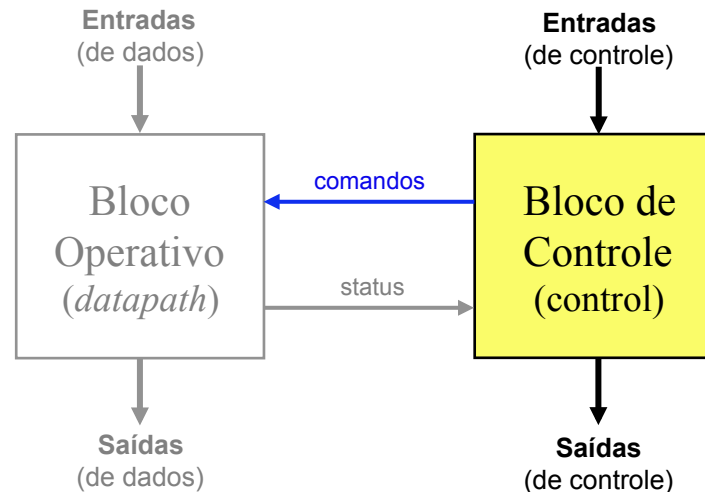 Entradas
(de dados)
Entradas
(de controle)
Bloco
Operativo
(datapath)
comandos
status
Bloco de
Controle
(control)
Saídas
(de dados)
Saídas
(de controle)